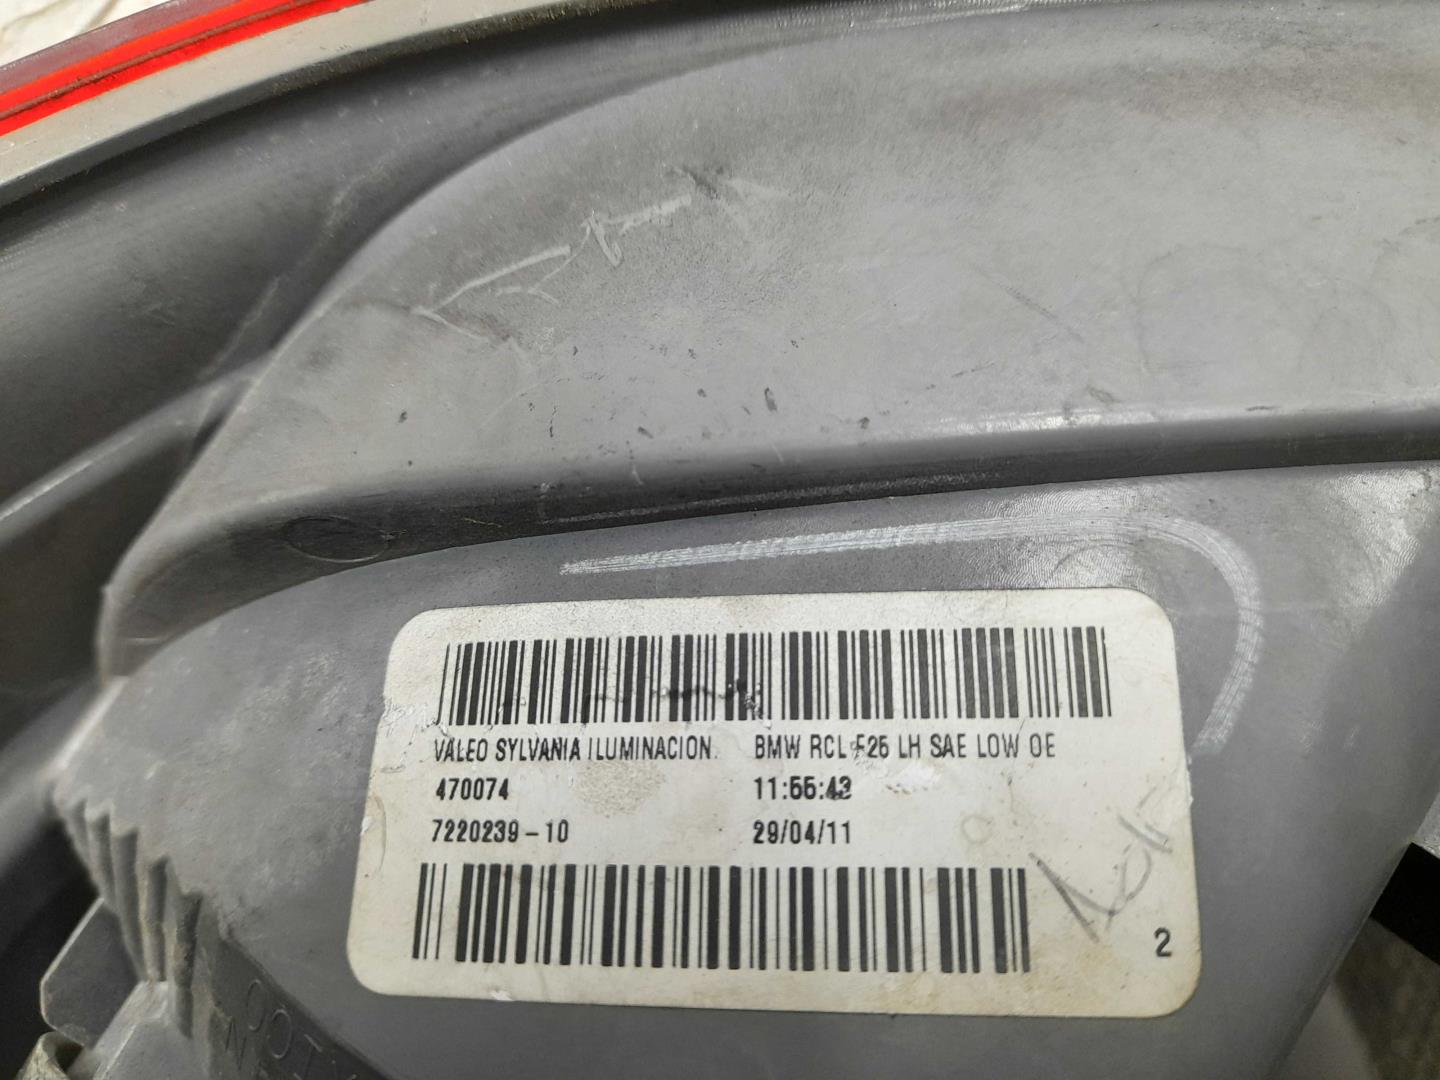 VALEO SYLVANIA ILUMINACION. BMW RCL F25 LH SAE LOW OE
470074 11:55:43
7220239-10 29/04/11
2